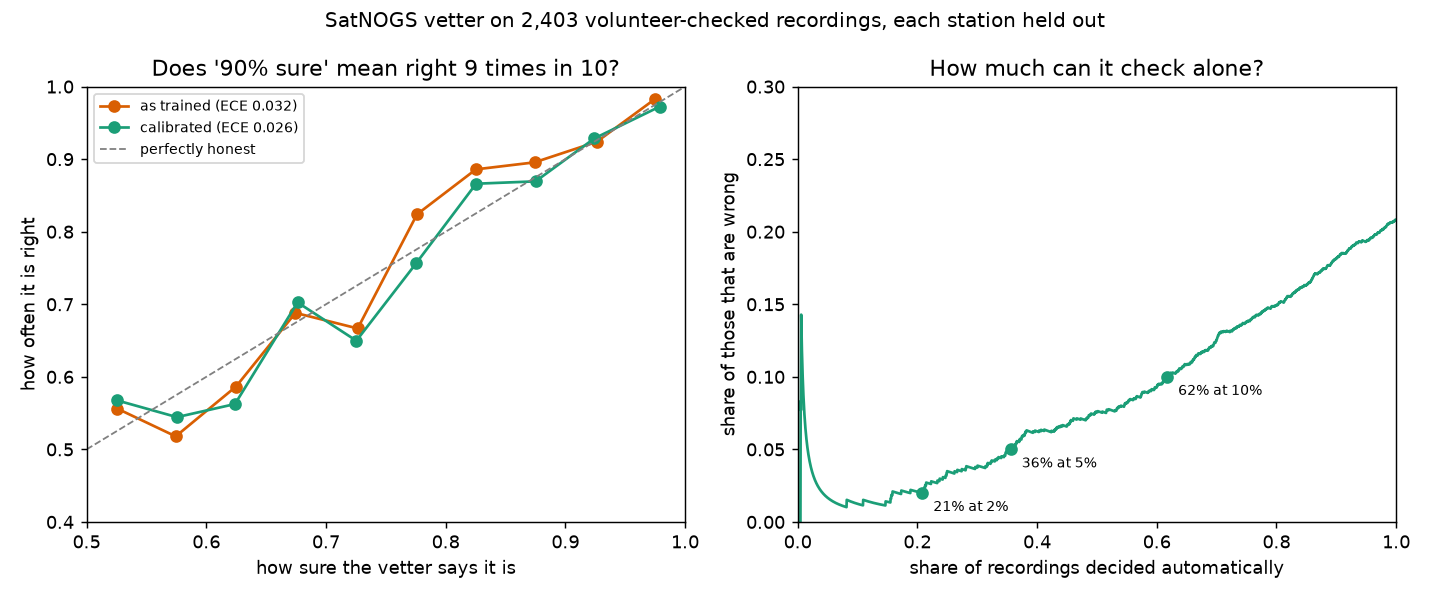 SatNOGS vetter on 2,403 volunteer-checked recordings, each station held out
Does '90% sure' mean right 9 times in 10?
1.0
0.9
0.8
0.7
0.6
0.5
0.4
how often it is right
as trained (ECE 0.032)
calibrated (ECE 0.026)
perfectly honest
0.5 0.6 0.7 0.8 0.9 1.0
how sure the vetter says it is
How much can it check alone?
0.30
0.25
0.20
0.15
0.10
0.05
0.00
share of those that are wrong
62% at 10%
36% at 5%
21% at 2%
0.0 0.2 0.4 0.6 0.8 1.0
share of recordings decided automatically